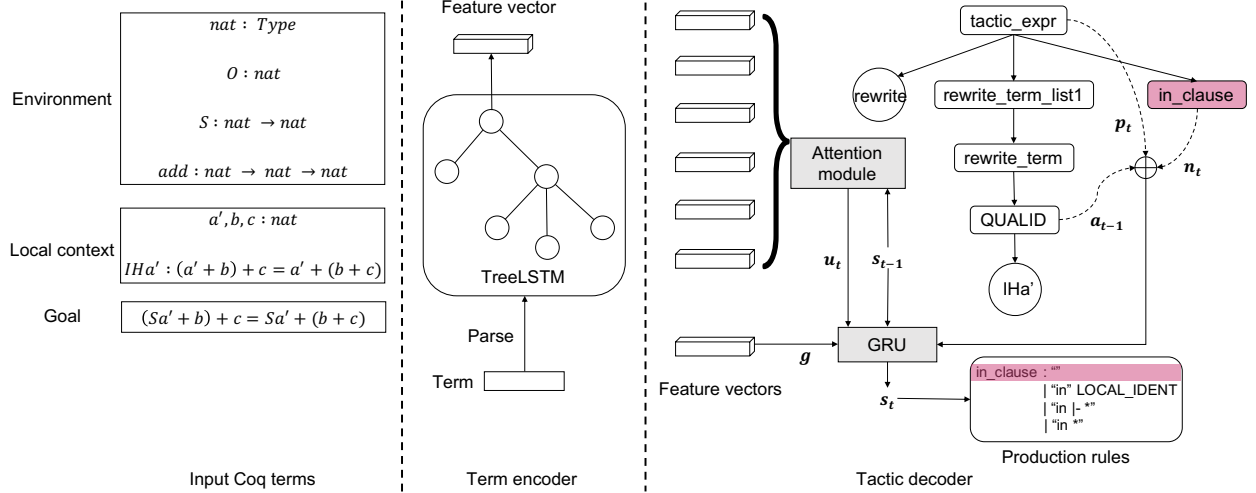 Environment
nat : Type
O : nat
S : nat → nat
add : nat → nat → nat
Local context
a′, b, c : nat
IHa′ : (a′ + b) + c = a′ + (b + c)
Goal
(Sa′ + b) + c = Sa′ + (b + c)
Input Coq terms
Feature vector
TreeLSTM
Parse
Term
Term encoder
tactic_expr
rewrite
rewrite_term_list1
in_clause
rewrite_term
QUALID
IHa'
p_t
n_t
a_{t−1}
Attention
module
u_t
s_{t−1}
g
GRU
Feature vectors
s_t
in_clause : “”
| “in” LOCAL_IDENT
| “in |- *”
| “in *”
Production rules
Tactic decoder